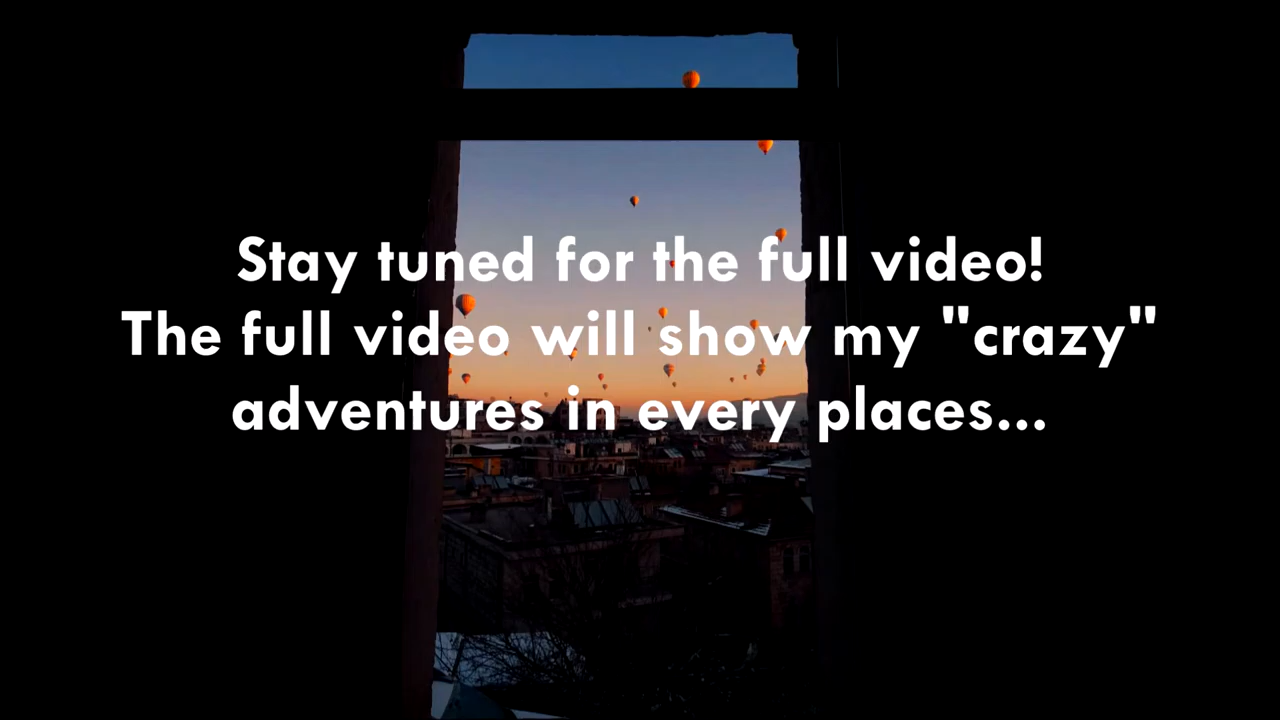 Stay tuned for the full video!
The full video will show my "crazy"
adventures in every places...